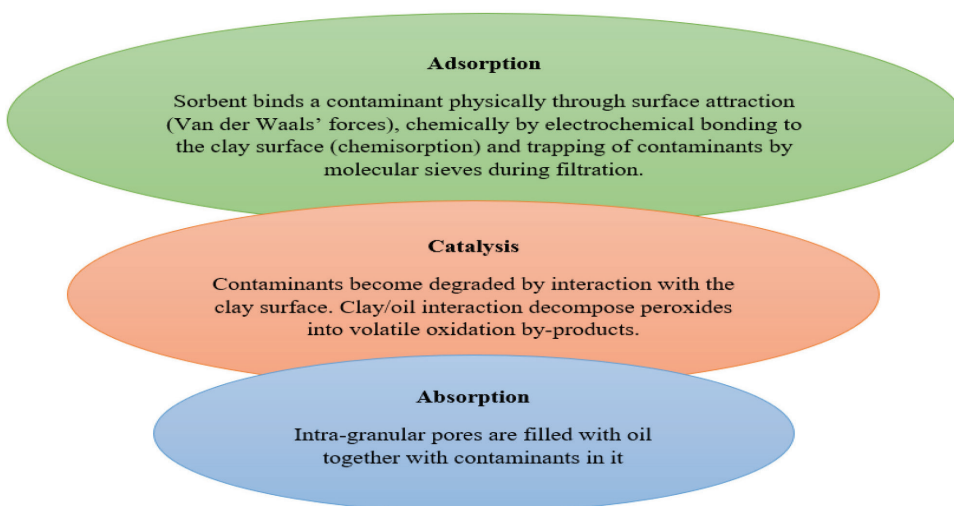 Adsorption
Sorbent binds a contaminant physically through surface attraction
(Van der Waals’ forces), chemically by electrochemical bonding to
the clay surface (chemisorption) and trapping of contaminants by
molecular sieves during filtration.
Catalysis
Contaminants become degraded by interaction with the
clay surface. Clay/oil interaction decompose peroxides
into volatile oxidation by-products.
Absorption
Intra-granular pores are filled with oil
together with contaminants in it